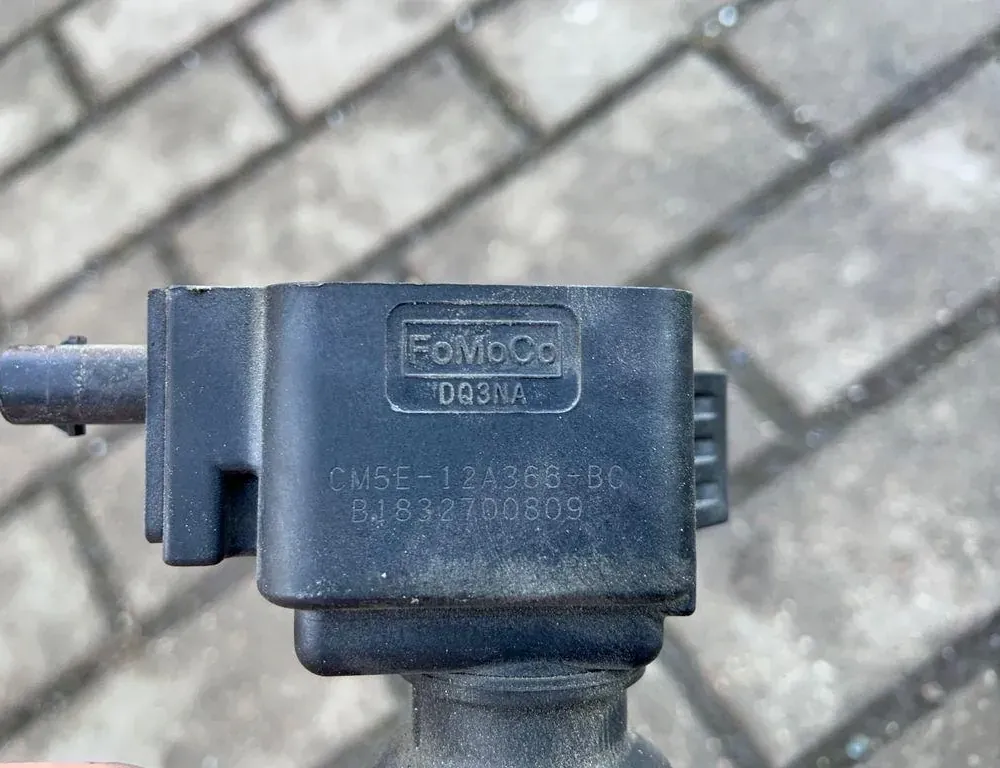 FoMoCo
DQ3NA
CM5E-12A366-BC
B1832700809